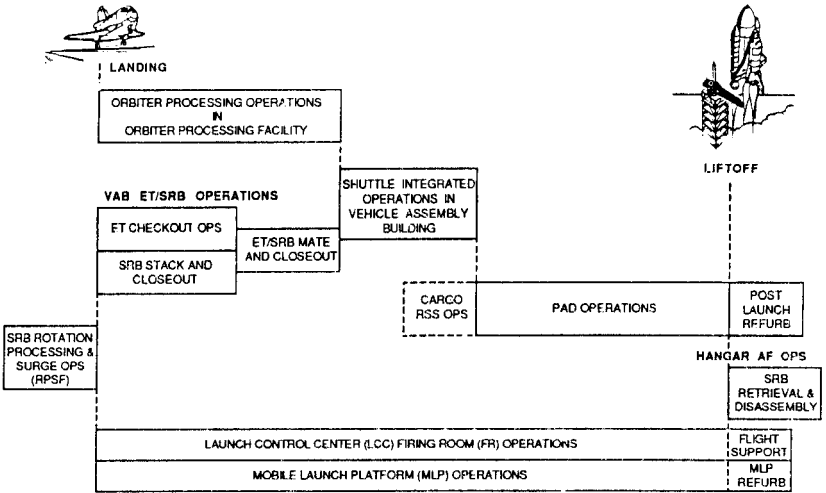 LANDING
ORBITER PROCESSING OPERATIONS
IN
ORBITER PROCESSING FACILITY
LIFTOFF
VAB ET/SRB OPERATIONS
SHUTTLE INTEGRATED
OPERATIONS IN
VEHICLE ASSEMBLY
BUILDING
ET CHECKOUT OPS
ET/SRB MATE
AND CLOSEOUT
SRB STACK AND
CLOSEOUT
CARGO
RSS OPS
PAD OPERATIONS
POST
LAUNCH
REFURB
SRB ROTATION
PROCESSING &
SURGE OPS
(RPSF)
HANGAR AF OPS
SRB
RETRIEVAL &
DISASSEMBLY
LAUNCH CONTROL CENTER (LCC) FIRING ROOM (FR) OPERATIONS
FLIGHT
SUPPORT
MOBILE LAUNCH PLATFORM (MLP) OPERATIONS
MLP
REFURB